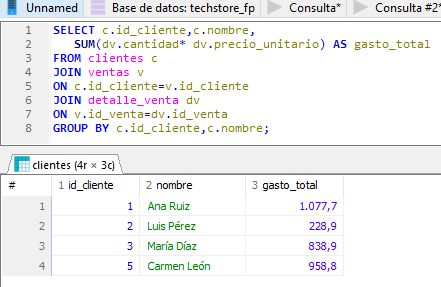 Unnamed Base de datos: techstore_fp Consulta* Consulta #2*
1 SELECT c.id_cliente,c.nombre,
2 SUM(dv.cantidad* dv.precio_unitario) AS gasto_total
3 FROM clientes c
4 JOIN ventas v
5 ON c.id_cliente=v.id_cliente
6 JOIN detalle_venta dv
7 ON v.id_venta=dv.id_venta
8 GROUP BY c.id_cliente,c.nombre;
clientes (4r × 3c)
# 1 id_cliente 2 nombre 3 gasto_total
1 1 Ana Ruiz 1.077,7
2 2 Luis Pérez 228,9
3 3 María Díaz 838,9
4 5 Carmen León 958,8